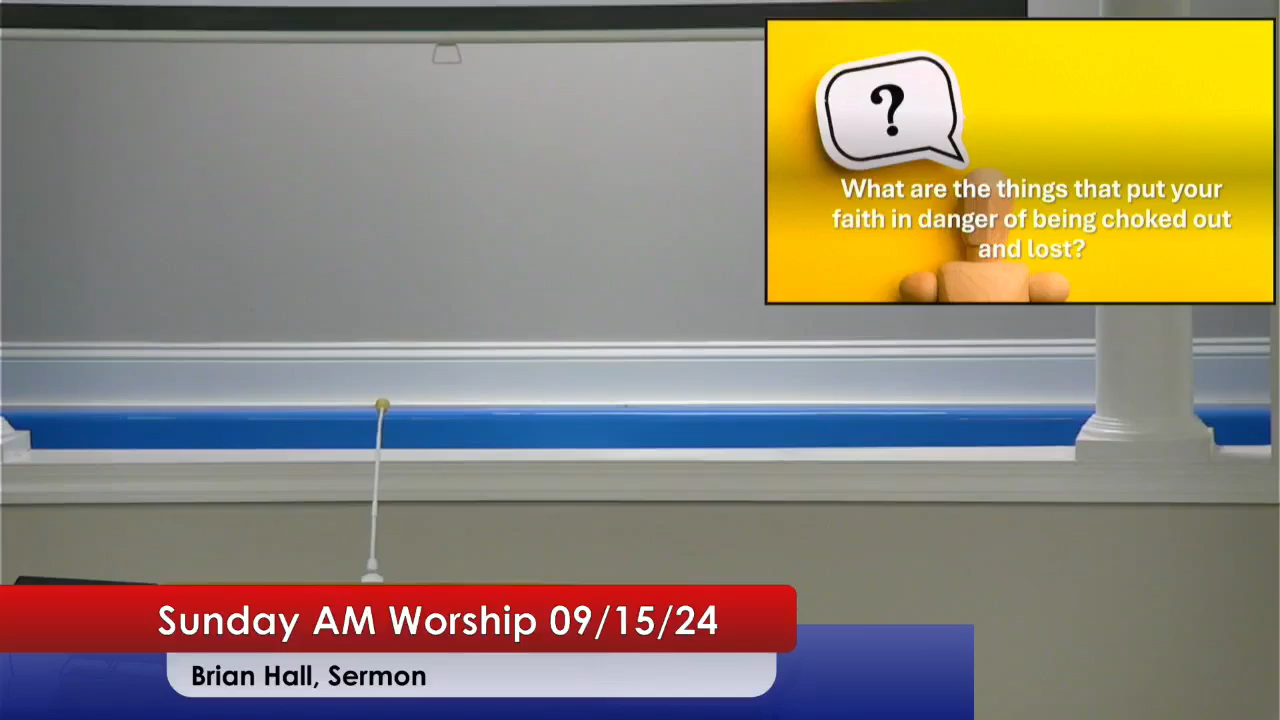 ?
What are the things that put your
faith in danger of being choked out
and lost?
Sunday AM Worship 09/15/24
Brian Hall, Sermon